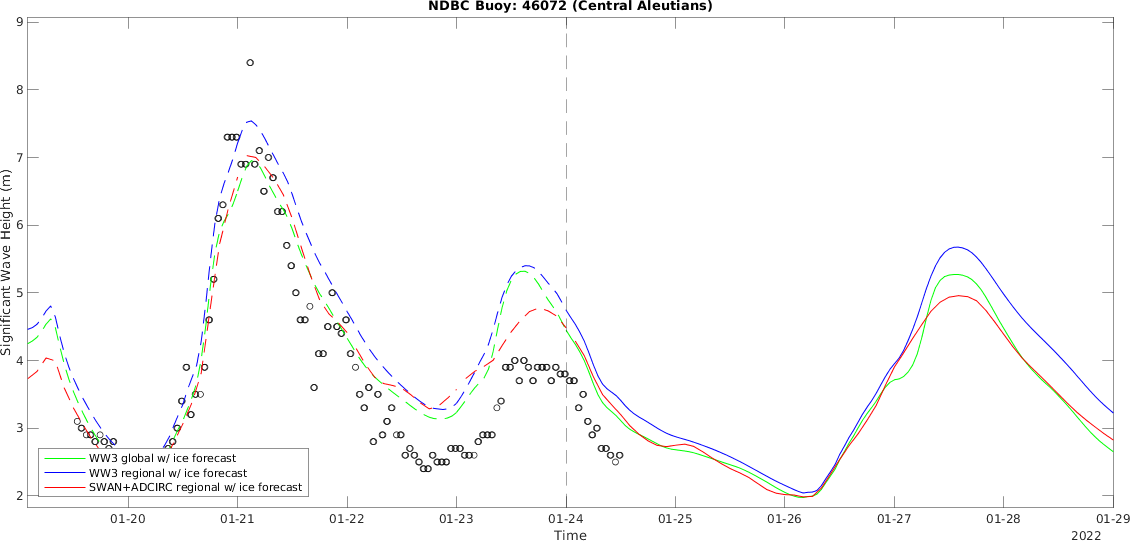 NDBC Buoy: 46072 (Central Aleutians)
9
8
7
6
5
4
3
2
Significant Wave Height (m)
WW3 global w/ ice forecast
WW3 regional w/ ice forecast
SWAN+ADCIRC regional w/ ice forecast
01-20 01-21 01-22 01-23 01-24 01-25 01-26 01-27 01-28 01-29
Time
2022